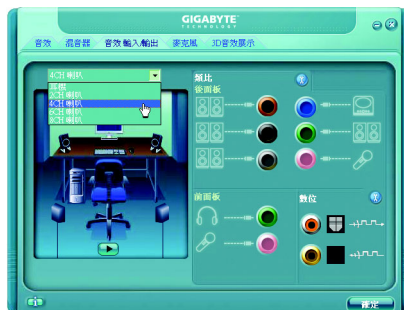 GIGABYTE
TECHNOLOGY
音效 混音器 音效輸入/輸出 麥克風 3D音效展示
4CH 喇叭
耳機
2CH 喇叭
4CH 喇叭
6CH 喇叭
8CH 喇叭
類比
後面板
前面板
數位
確定